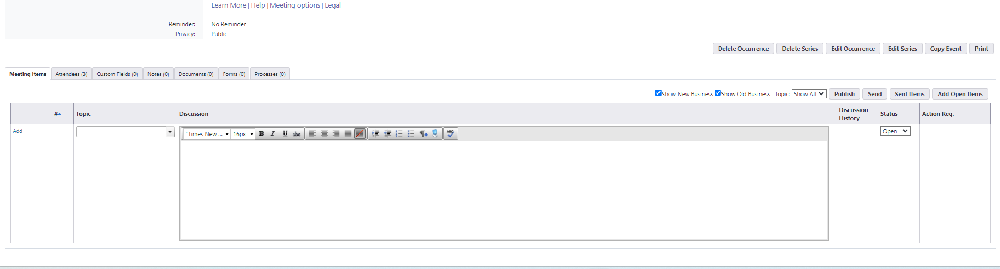 Learn More | Help | Meeting options | Legal
Reminder: No Reminder
Privacy: Public
Delete Occurrence Delete Series Edit Occurrence Edit Series Copy Event Print
Meeting Items Attendees (3) Custom Fields (0) Notes (0) Documents (0) Forms (0) Processes (0)
Show New Business Show Old Business Topic: Show All Publish Send Sent Items Add Open Items
# Topic Discussion Discussion History Status Action Req.
Add "Times New ... 16px B I U abc ABC Open